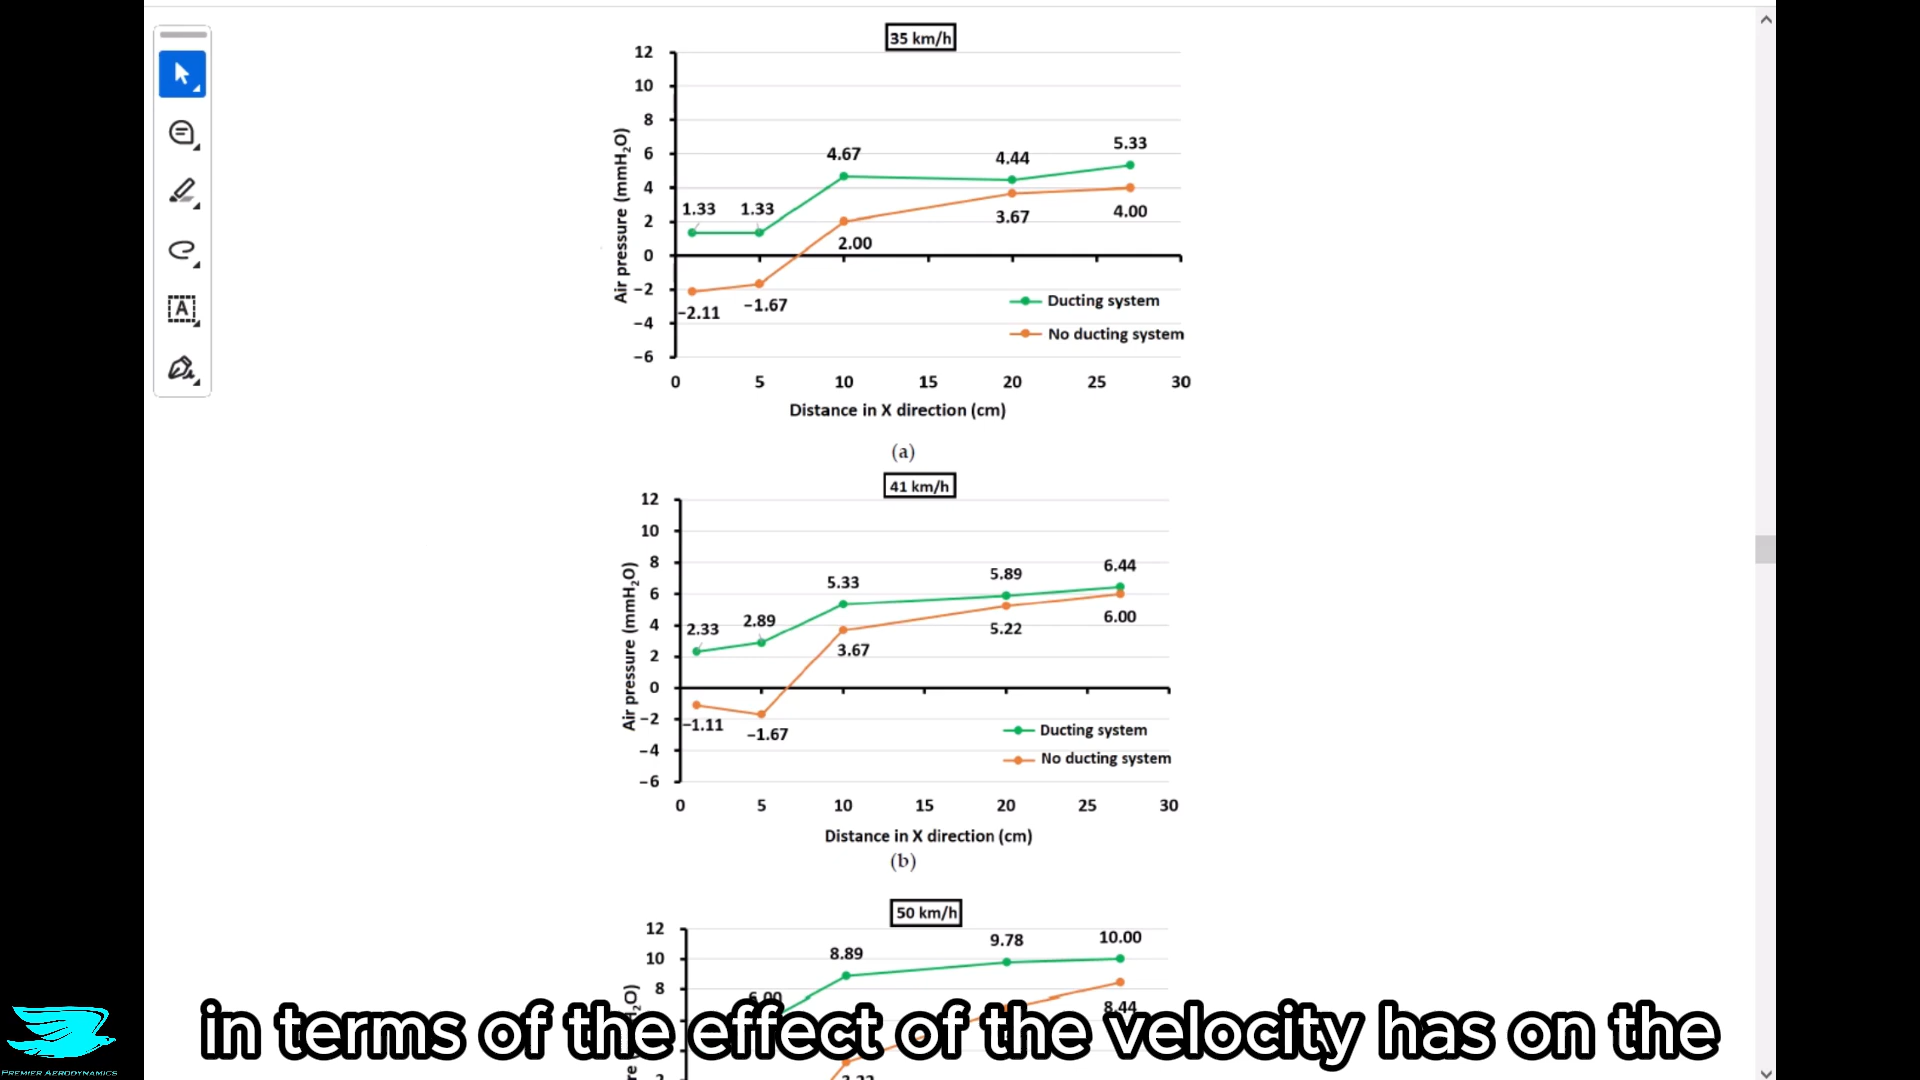 35 km/h
12
10
8
6
4
2
0
−2
−4
−6
Air pressure (mmH₂O)
1.33
1.33
4.67
4.44
5.33
−2.11
−1.67
2.00
3.67
4.00
Ducting system
No ducting system
0 5 10 15 20 25 30
Distance in X direction (cm)
(a)
41 km/h
12
10
8
6
4
2
0
−2
−4
−6
Air pressure (mmH₂O)
2.33
2.89
5.33
5.89
6.44
−1.11
−1.67
3.67
5.22
6.00
Ducting system
No ducting system
0 5 10 15 20 25 30
Distance in X direction (cm)
(b)
50 km/h
12
10
8
8.89
9.78
10.00
6.00
8.44
in terms of the effect of the velocity has on the
PREMIER AERODYNAMICS